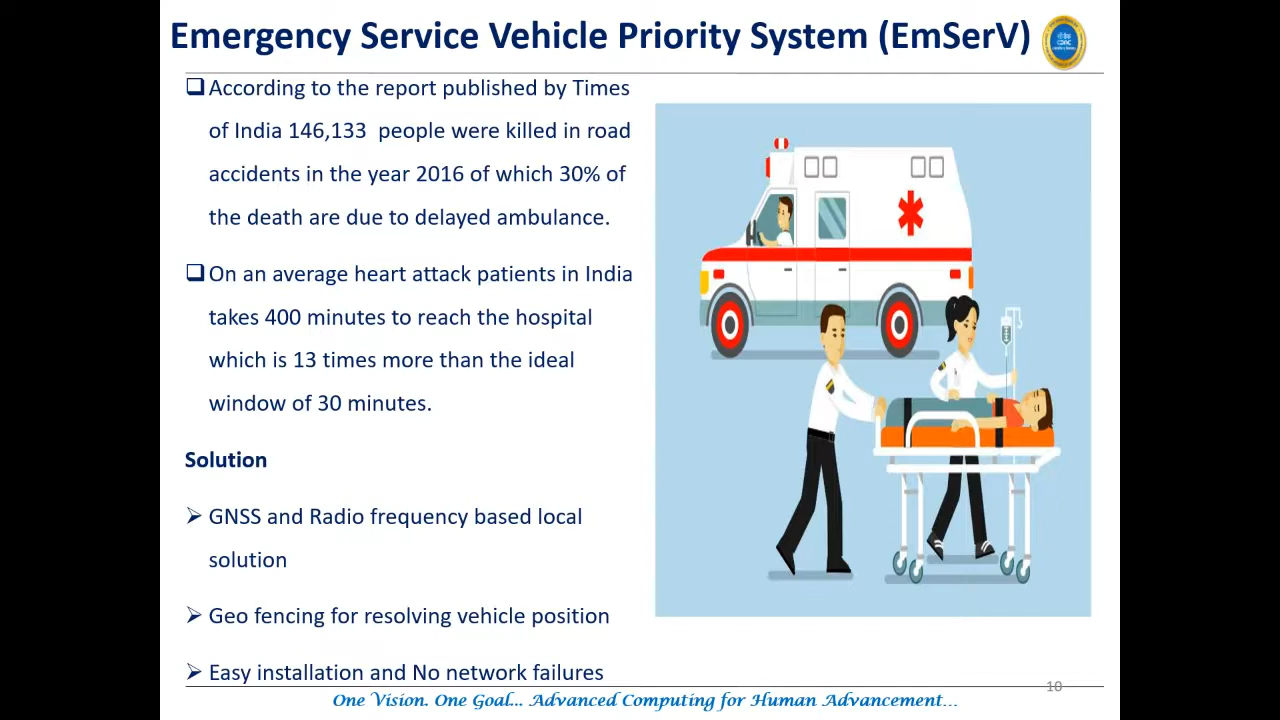 Emergency Service Vehicle Priority System (EmSerV)
According to the report published by Times
of India 146,133 people were killed in road
accidents in the year 2016 of which 30% of
the death are due to delayed ambulance.
On an average heart attack patients in India
takes 400 minutes to reach the hospital
which is 13 times more than the ideal
window of 30 minutes.
Solution
GNSS and Radio frequency based local
solution
Geo fencing for resolving vehicle position
Easy installation and No network failures
10
One Vision. One Goal... Advanced Computing for Human Advancement...